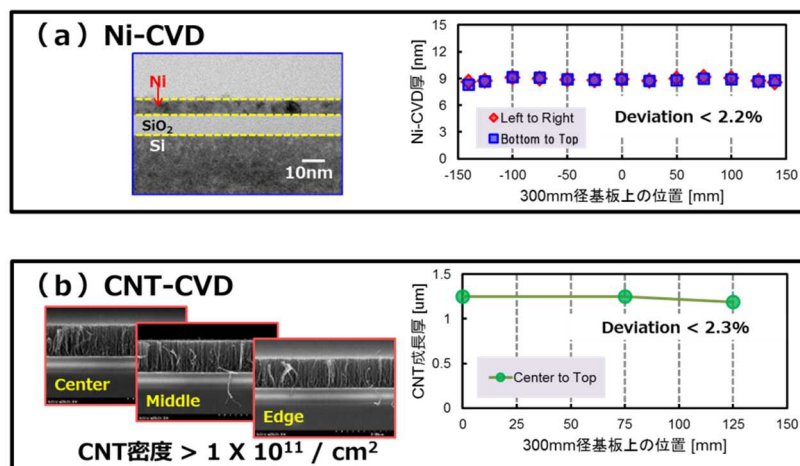 （a）Ni-CVD
Ni
SiO₂
Si
10nm
Ni-CVD厚 [nm]
15
12
9
6
3
0
Left to Right
Bottom to Top
Deviation < 2.2%
-150 -100 -50 0 50 100 150
300mm径基板上の位置 [mm]
（b）CNT-CVD
Center
Middle
Edge
CNT密度 > 1 X 10¹¹ / cm²
CNT成長厚 [um]
1.5
1
0.5
0
Deviation < 2.3%
Center to Top
0 25 50 75 100 125 150
300mm径基板上の位置 [mm]